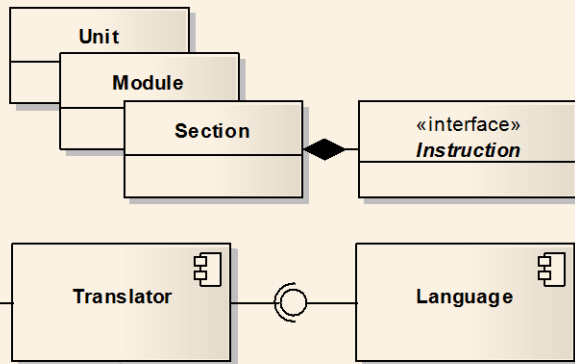 Unit
Module
Section
«interface»
Instruction
Translator
Language